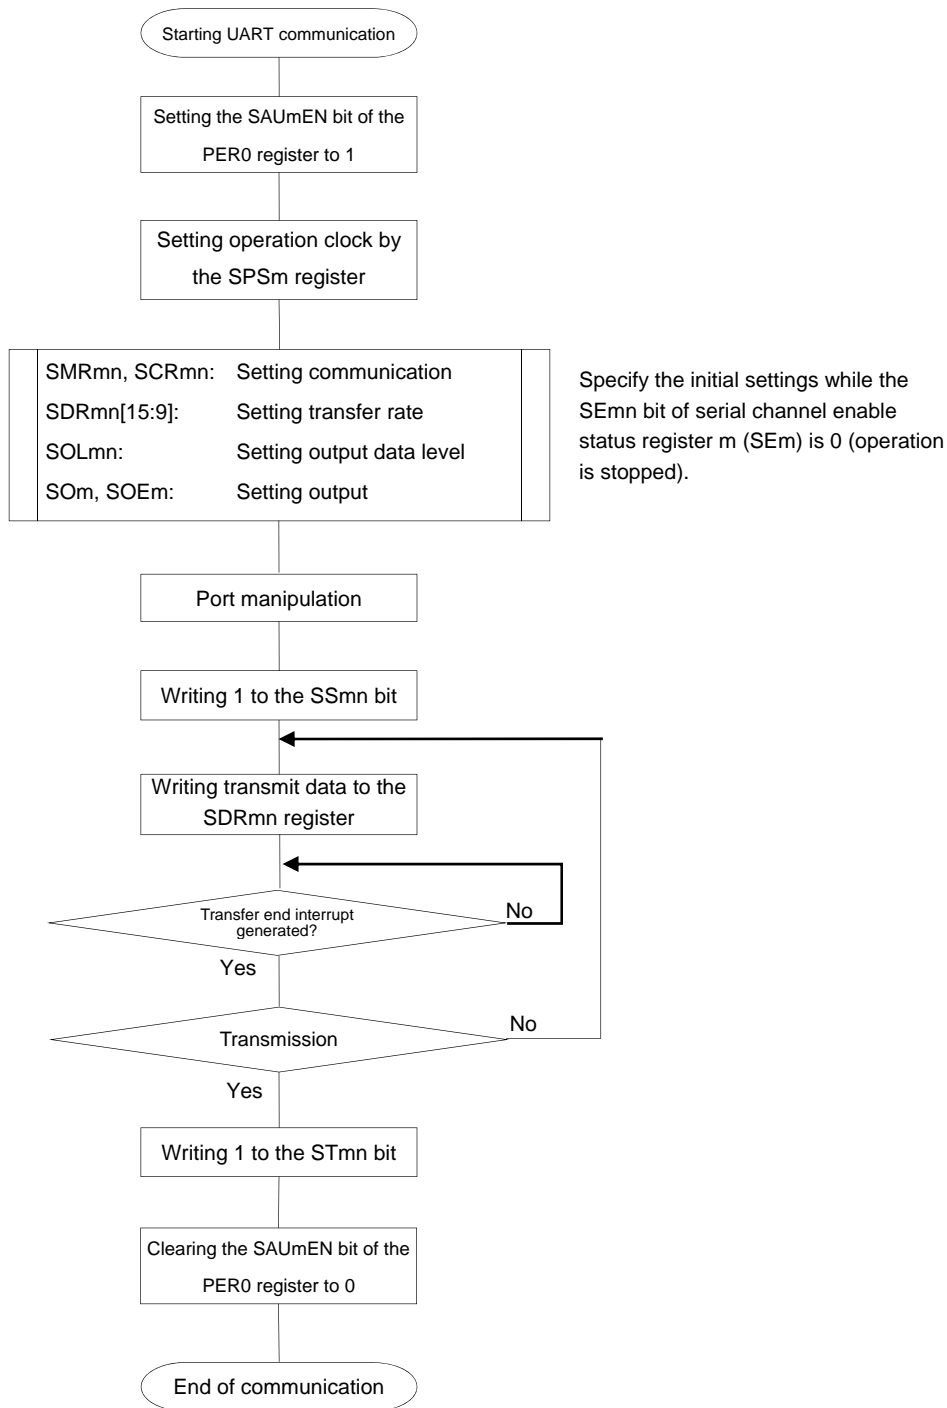 Starting UART communication
Setting the SAUmEN bit of the
PER0 register to 1
Setting operation clock by
the SPSm register
SMRmn, SCRmn: Setting communication
SDRmn[15:9]: Setting transfer rate
SOLmn: Setting output data level
SOm, SOEm: Setting output
Specify the initial settings while the
SEmn bit of serial channel enable
status register m (SEm) is 0 (operation
is stopped).
Port manipulation
Writing 1 to the SSmn bit
Writing transmit data to the
SDRmn register
Transfer end interrupt
generated?
No
Yes
Transmission
No
Yes
Writing 1 to the STmn bit
Clearing the SAUmEN bit of the
PER0 register to 0
End of communication